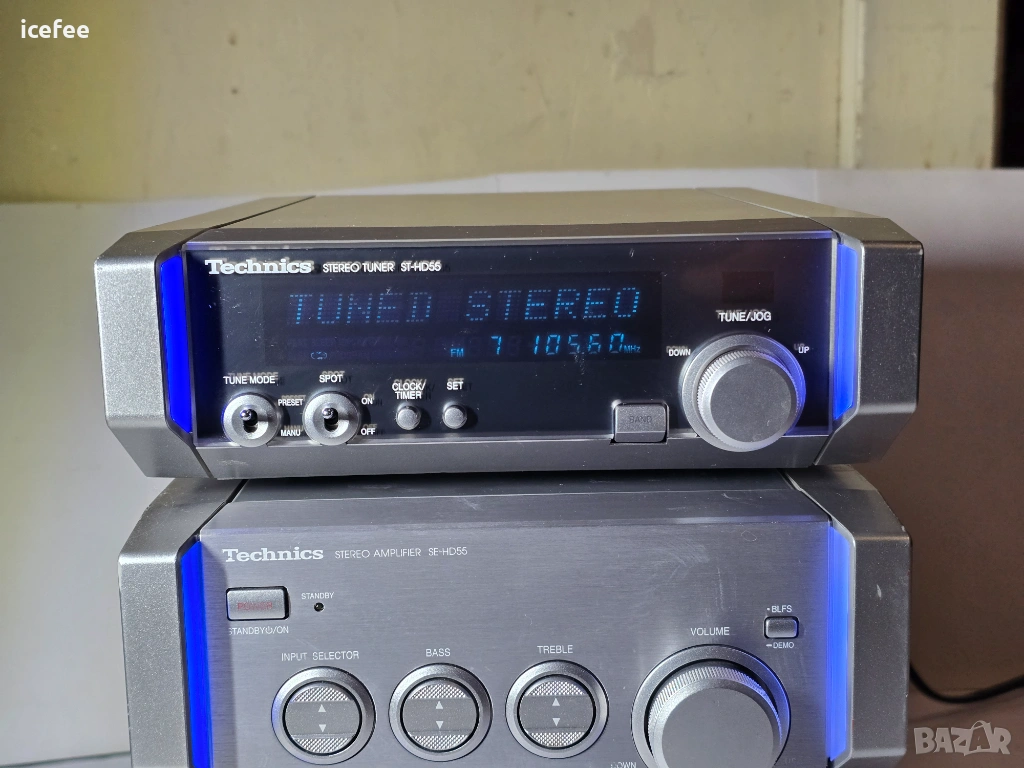 icefee
Technics STEREO TUNER ST-HD55
TUNED STEREO
FM 7 105.60 MHz
TUNE/JOG
DOWN UP
TUNE MODE SPOT CLOCK/ SET
TIMER
PRESET ON
MANU OFF
BAND
Technics STEREO AMPLIFIER SE-HD55
POWER STANDBY
STANDBY⏻/ON
BLFS
DEMO
INPUT SELECTOR BASS TREBLE VOLUME
DOWN
BAZAR